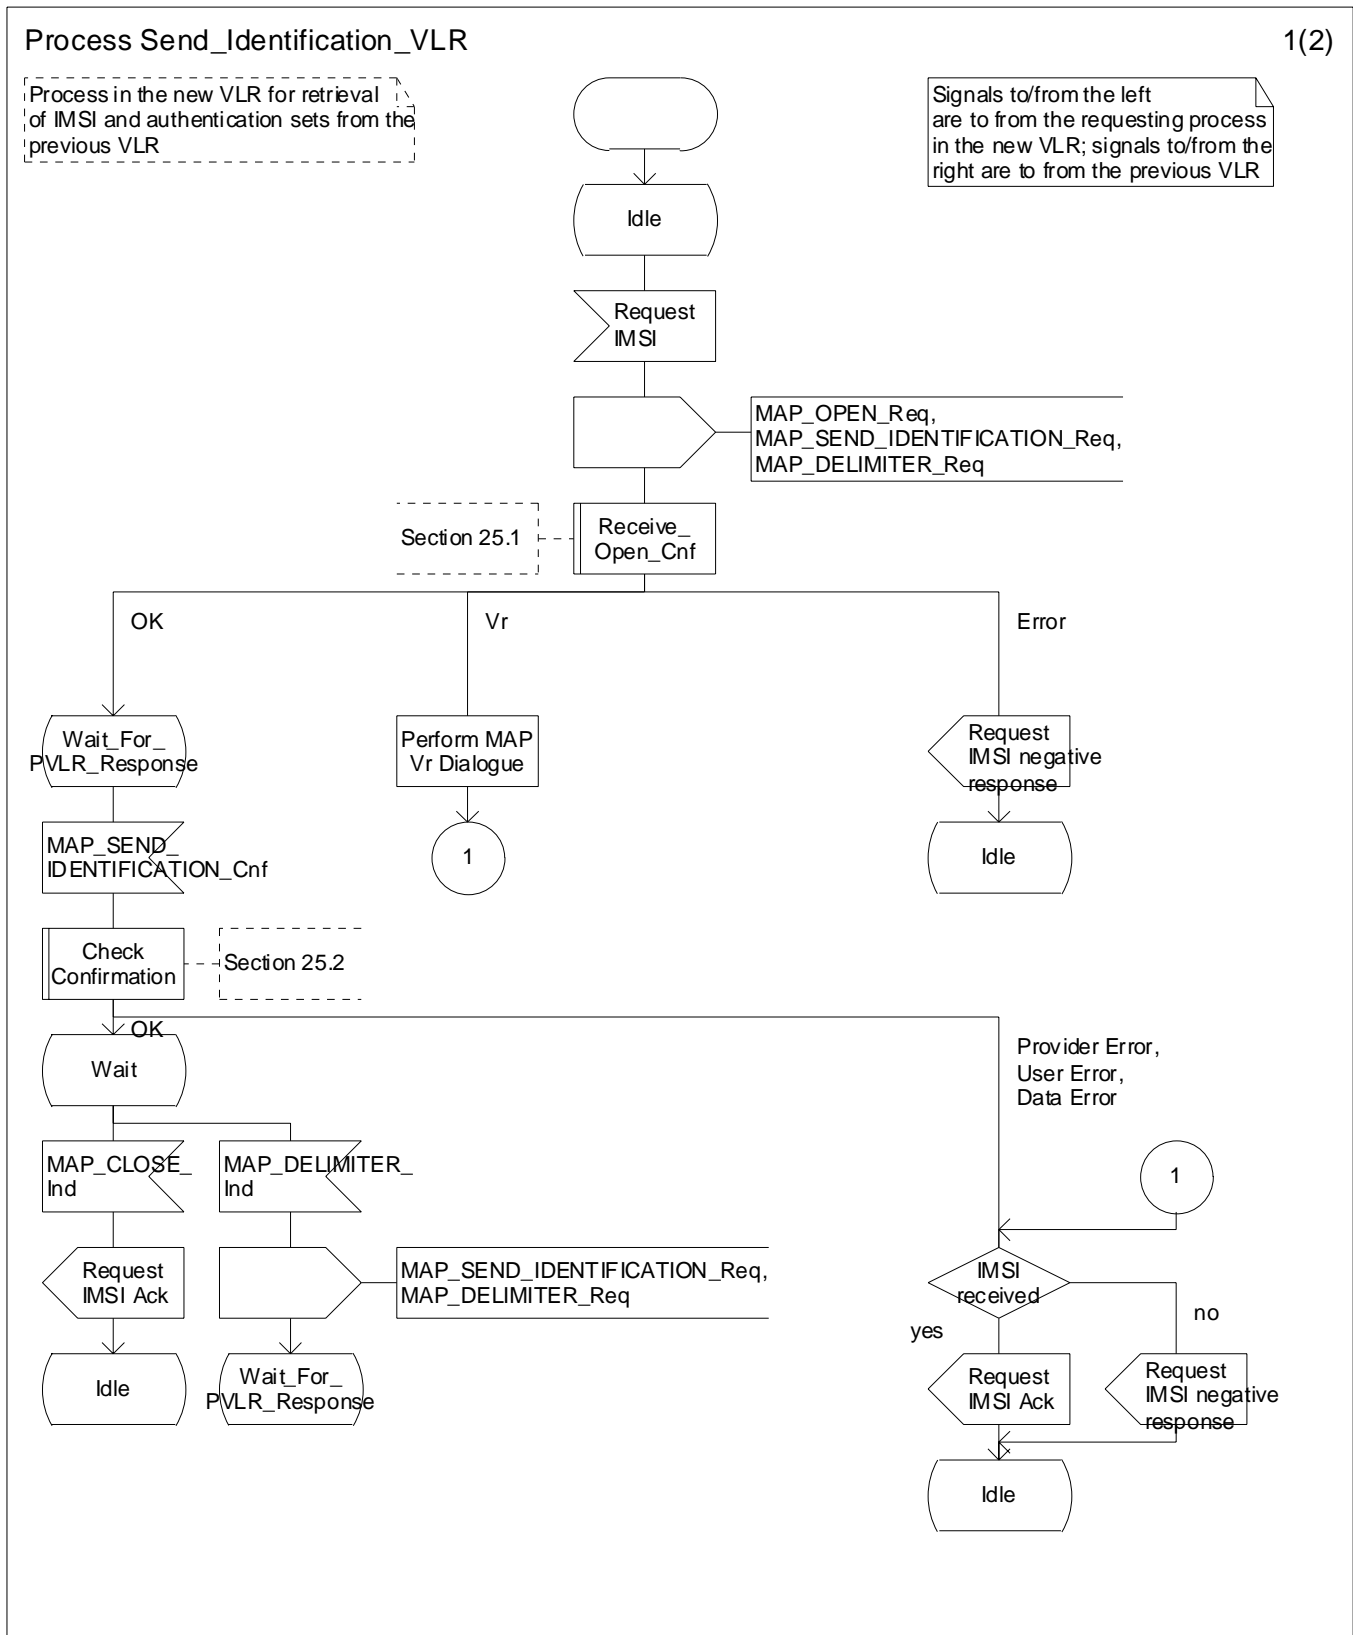 Process Send_Identification_VLR
1(2)
Process in the new VLR for retrieval
of IMSI and authentication sets from the
previous VLR
Signals to/from the left
are to from the requesting process
in the new VLR; signals to/from the
right are to from the previous VLR
Idle
Request
IMSI
MAP_OPEN_Req,
MAP_SEND_IDENTIFICATION_Req,
MAP_DELIMITER_Req
Section 25.1
Receive_
Open_Cnf
OK
Vr
Error
Wait_For_
PVLR_Response
Perform MAP
Vr Dialogue
Request
IMSI negative
response
MAP_SEND_
IDENTIFICATION_Cnf
1
Idle
Check
Confirmation
Section 25.2
OK
Wait
Provider Error,
User Error,
Data Error
MAP_CLOSE_
Ind
MAP_DELIMITER_
Ind
1
Request
IMSI Ack
MAP_SEND_IDENTIFICATION_Req,
MAP_DELIMITER_Req
IMSI
received
yes
no
Idle
Wait_For_
PVLR_Response
Request
IMSI Ack
Request
IMSI negative
response
Idle